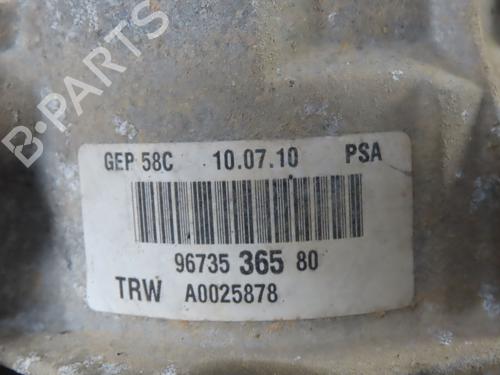 B-PARTS
GEP 58C 10.07.10 PSA
96735 365 80
TRW A0025878